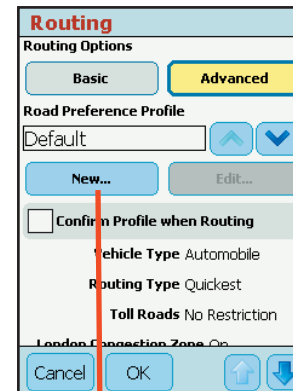 Routing
Routing Options
Basic Advanced
Road Preference Profile
Default
New... Edit...
Confirm Profile when Routing
Vehicle Type Automobile
Routing Type Quickest
Toll Roads No Restriction
London Congestion Zone On
Cancel OK